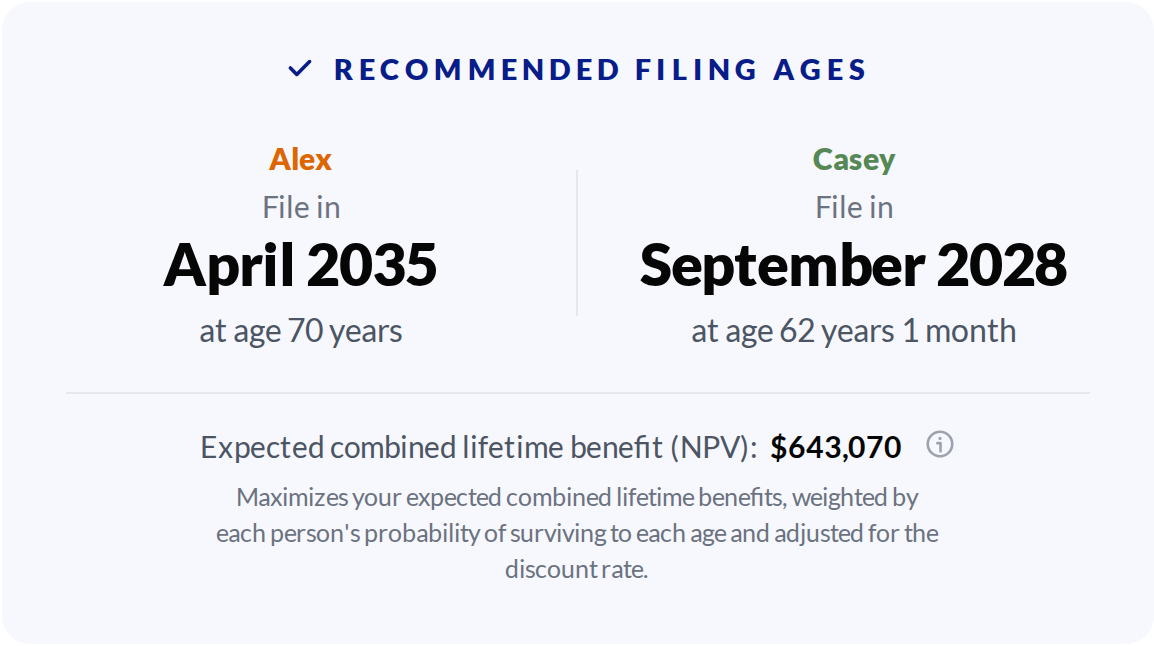 RECOMMENDED FILING AGES
Alex
File in
April 2035
at age 70 years
Casey
File in
September 2028
at age 62 years 1 month
Expected combined lifetime benefit (NPV): $643,070
Maximizes your expected combined lifetime benefits, weighted by
each person's probability of surviving to each age and adjusted for the
discount rate.